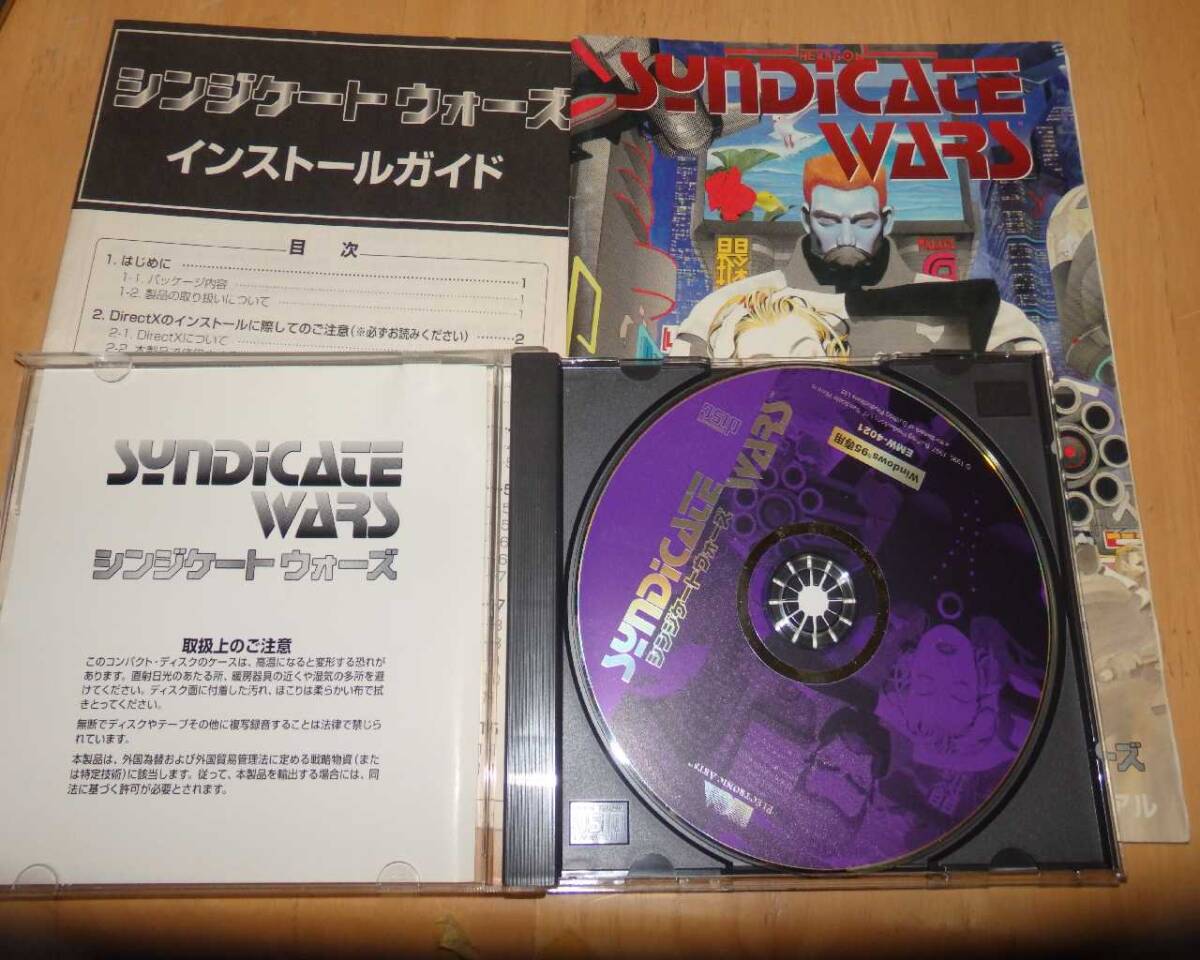 シンジケート ウォーズ
インストールガイド
目 次
1. はじめに 1
1-1. パッケージ内容 1
1-2. 製品の取り扱いについて 1
2. DirectXのインストールに際してのご注意(※必ずお読みください) 2
2-1. DirectXについて
HEXAGON
SYNDICATE
WARS
SYNDICATE
WARS
シンジケート ウォーズ
取扱上のご注意
このコンパクト・ディスクのケースは、高温になると変形する恐れが
あります。直射日光のあたる所、暖房器具の近くや湿気の多所を避
けてください。ディスク面に付着した汚れ、ほこりは柔らかい布で拭
きとってください。
無断でディスクやテープその他に複写録音することは法律で禁じら
れています。
本製品は、外国為替および外国貿易管理法に定める戦略物資(また
は特定技術)に該当します。従って、本製品を輸出する場合には、同
法に基づく許可が必要とされます。
SYNDICATE
WARS
シンジケートウォーズ
Windows®95専用
EMW-4021
ELECTRONIC ARTS™
ーズ
アル